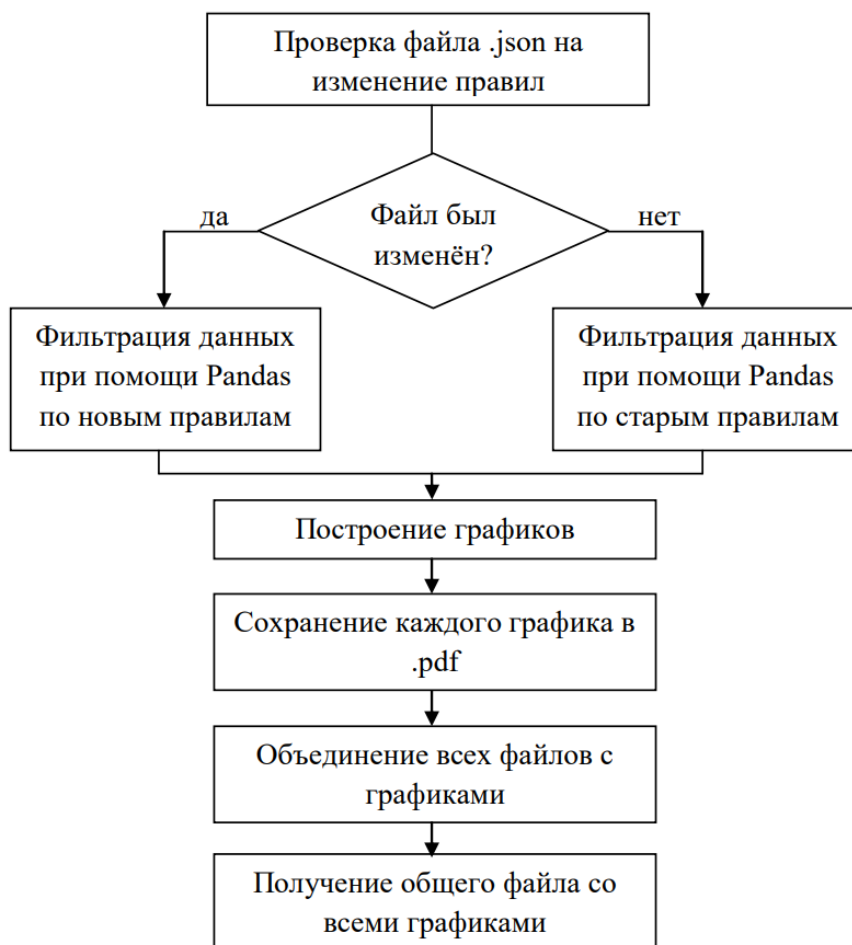 Проверка файла .json на
изменение правил
Файл был
изменён?
да
нет
Фильтрация данных
при помощи Pandas
по новым правилам
Фильтрация данных
при помощи Pandas
по старым правилам
Построение графиков
Сохранение каждого графика в
.pdf
Объединение всех файлов с
графиками
Получение общего файла со
всеми графиками